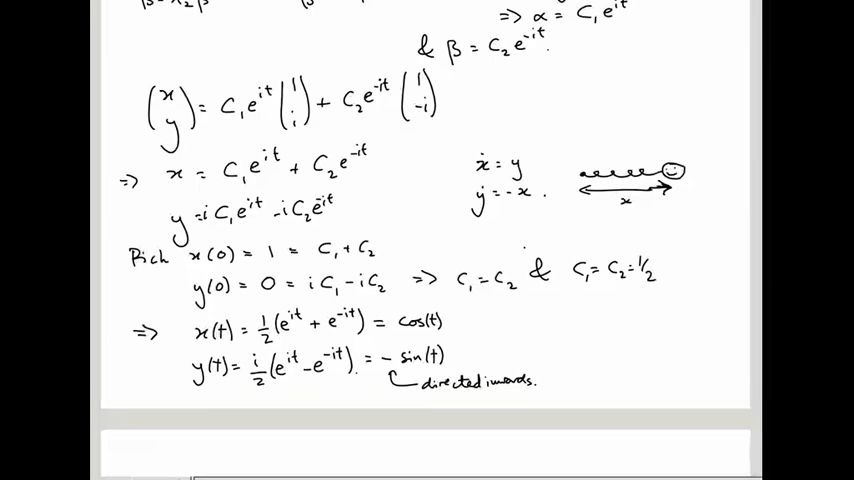 => α = C₁e^{it}
& β = C₂e^{-it}.
(x y) = C₁e^{it} (1 i) + C₂e^{-it} (1 -i)
=> x = C₁e^{it} + C₂e^{-it}
ẋ = y
y = iC₁e^{it} - iC₂e^{-it}
ẏ = -x.
x
Pick x(0) = 1 = C₁ + C₂
y(0) = 0 = iC₁ - iC₂ => C₁ = C₂ & C₁ = C₂ = 1/2
=> x(t) = 1/2 (e^{it} + e^{-it}) = cos(t)
y(t) = i/2 (e^{it} - e^{-it}). = - sin(t)
directed inwards.